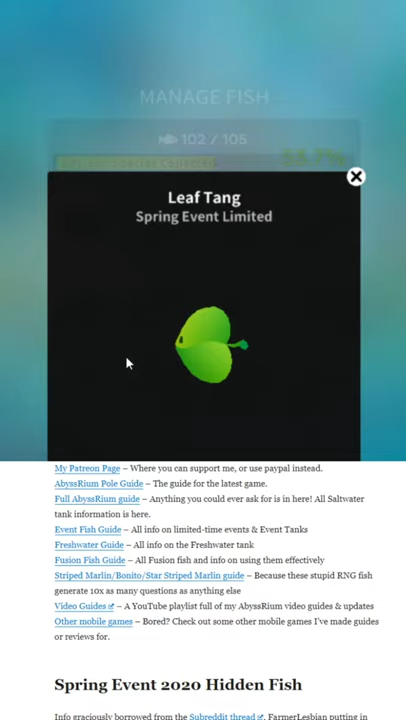 MANAGE FISH
102 / 105
Leaf Tang
Spring Event Limited
My Patreon Page – Where you can support me, or use paypal instead.
AbyssRium Pole Guide – The guide for the latest game.
Full AbyssRium guide – Anything you could ever ask for is in here! All Saltwater
tank information is here.
Event Fish Guide – All info on limited-time events & Event Tanks
Freshwater Guide – All info on the Freshwater tank
Fusion Fish Guide – All Fusion fish and info on using them effectively
Striped Marlin/Bonito/Star Striped Marlin guide – Because these stupid RNG fish
generate 10x as many questions as anything else
Video Guides – A YouTube playlist full of my AbyssRium video guides & updates
Other mobile games – Bored? Check out some other mobile games I've made guides
or reviews for.
Spring Event 2020 Hidden Fish
Info graciously borrowed from the Subreddit thread, FarmerLesbian putting in